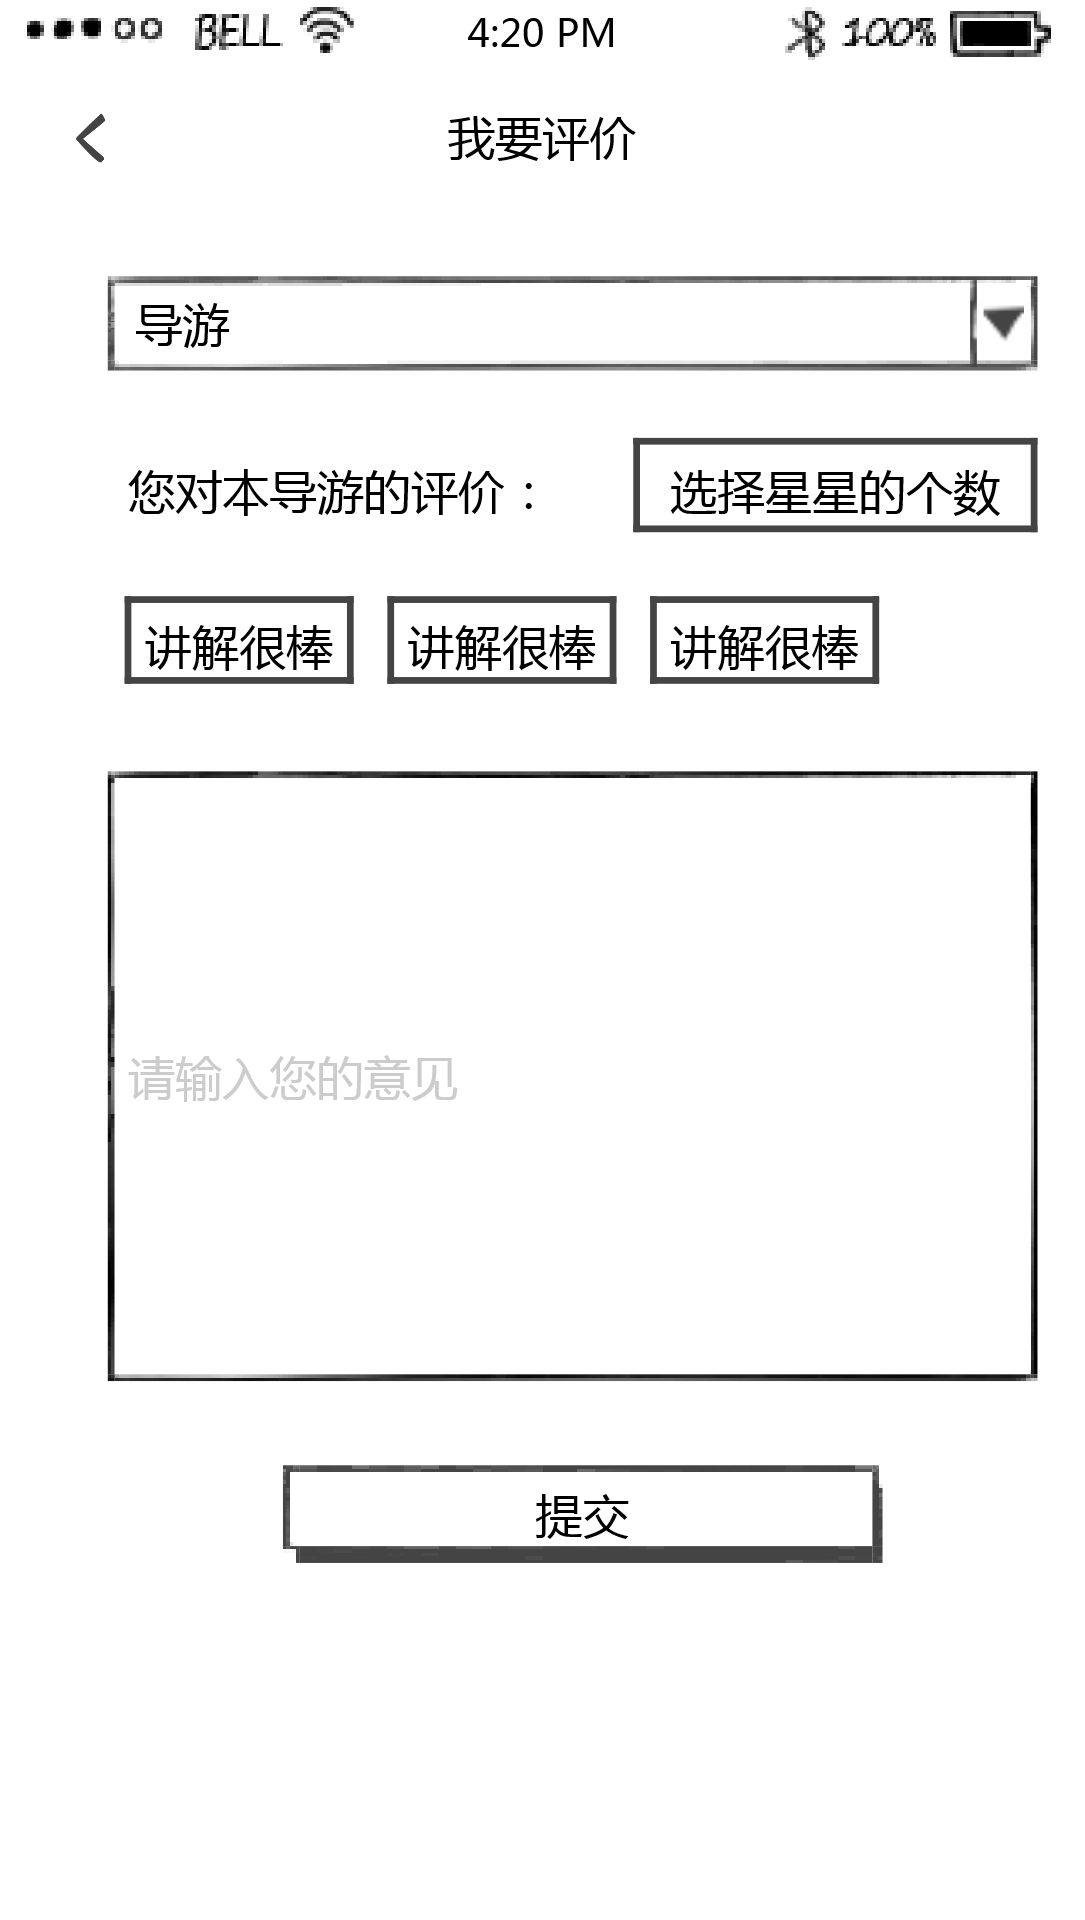 BELL 4:20 PM 100%
我要评价
导游
您对本导游的评价： 选择星星的个数
讲解很棒 讲解很棒 讲解很棒
请输入您的意见
提交